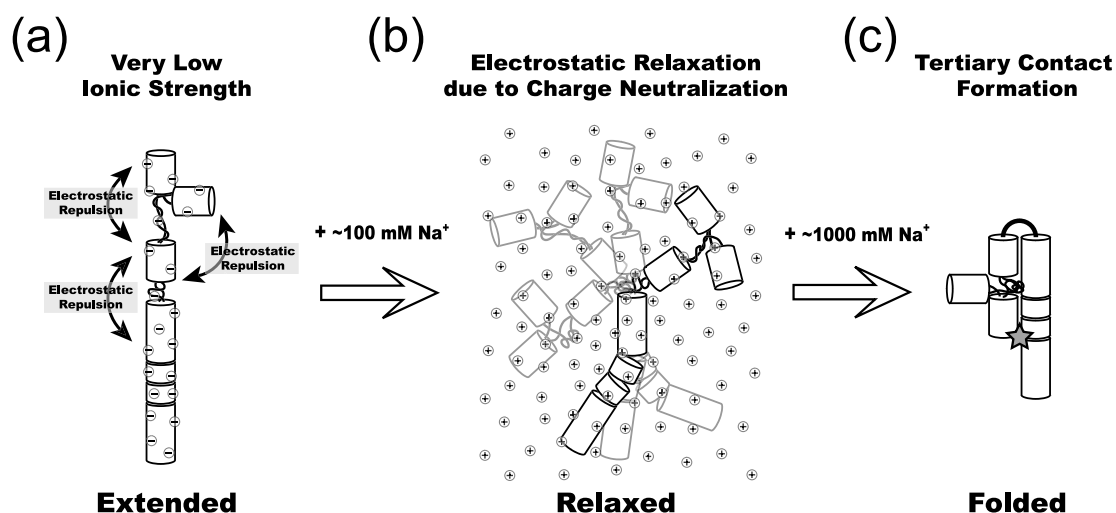 (a)
Very Low
Ionic Strength
Electrostatic
Repulsion
Electrostatic
Repulsion
Electrostatic
Repulsion
Extended
+ ~100 mM Na⁺
(b)
Electrostatic Relaxation
due to Charge Neutralization
Relaxed
+ ~1000 mM Na⁺
(c)
Tertiary Contact
Formation
Folded